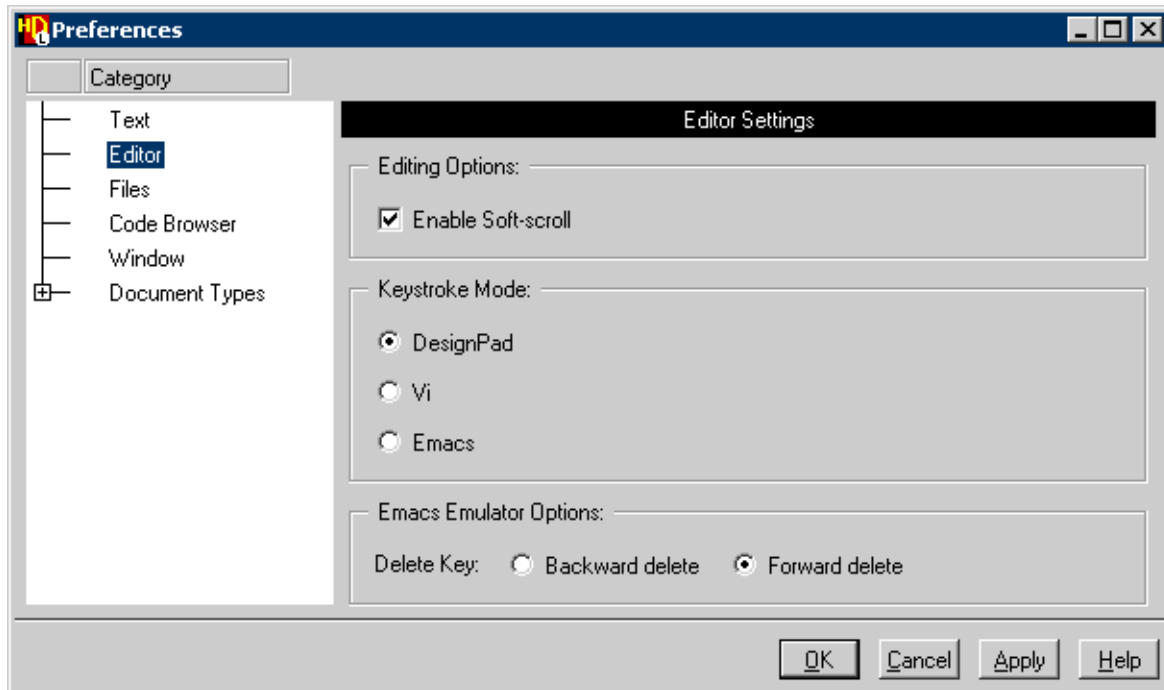 HDL Preferences
Category
Text
Editor
Files
Code Browser
Window
Document Types
Editor Settings
Editing Options:
Enable Soft-scroll
Keystroke Mode:
DesignPad
Vi
Emacs
Emacs Emulator Options:
Delete Key: Backward delete Forward delete
OK Cancel Apply Help